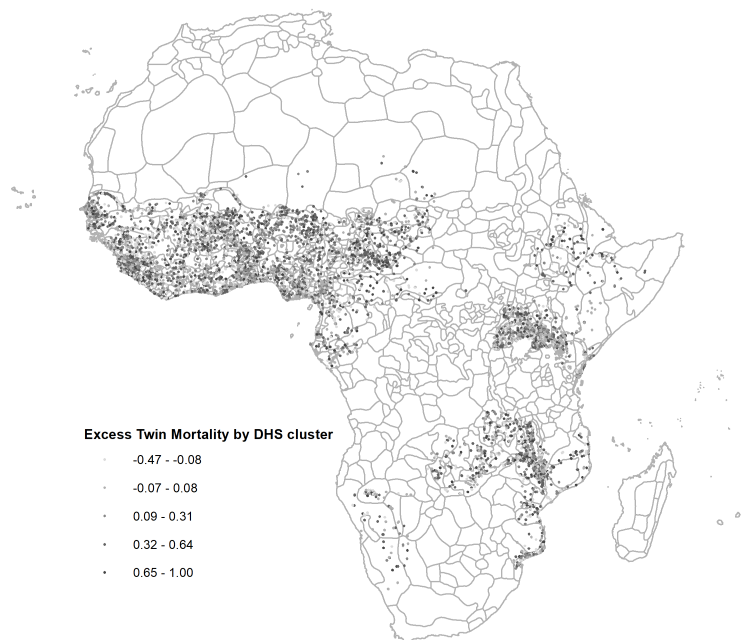 Excess Twin Mortality by DHS cluster
-0.47 - -0.08
-0.07 - 0.08
0.09 - 0.31
0.32 - 0.64
0.65 - 1.00